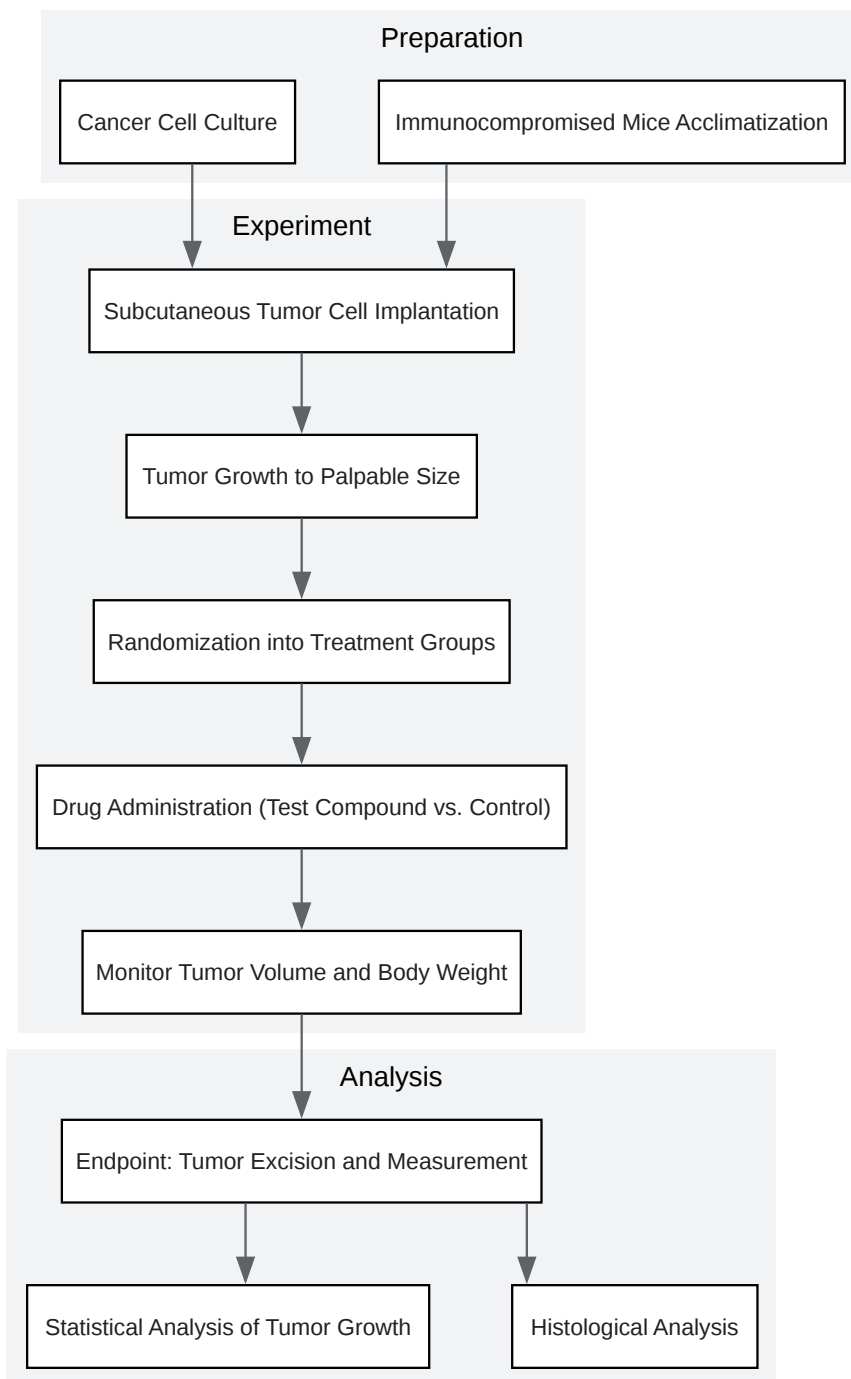 Preparation
Cancer Cell Culture
Immunocompromised Mice Acclimatization
Experiment
Subcutaneous Tumor Cell Implantation
Tumor Growth to Palpable Size
Randomization into Treatment Groups
Drug Administration (Test Compound vs. Control)
Monitor Tumor Volume and Body Weight
Analysis
Endpoint: Tumor Excision and Measurement
Statistical Analysis of Tumor Growth
Histological Analysis